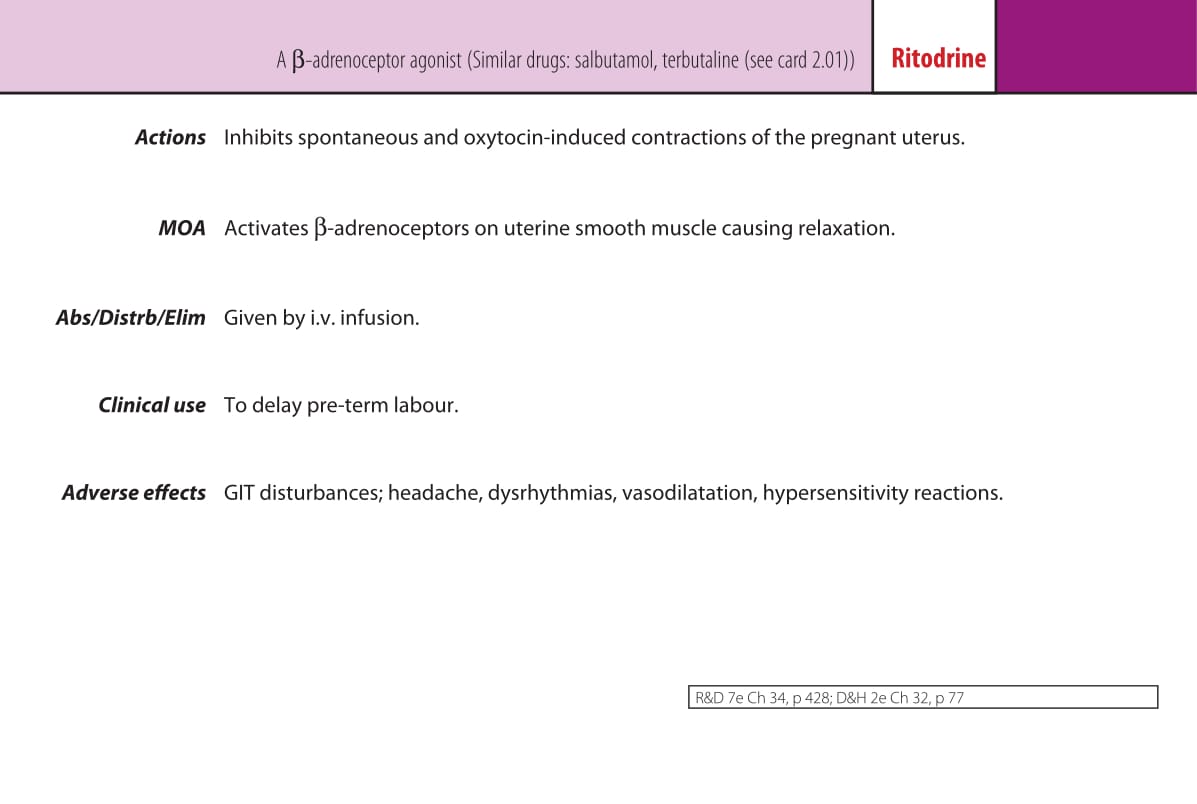 A β-adrenoceptor agonist (Similar drugs: salbutamol, terbutaline (see card 2.01)) Ritodrine
Actions Inhibits spontaneous and oxytocin-induced contractions of the pregnant uterus.
MOA Activates β-adrenoceptors on uterine smooth muscle causing relaxation.
Abs/Distrb/Elim Given by i.v. infusion.
Clinical use To delay pre-term labour.
Adverse effects GIT disturbances; headache, dysrhythmias, vasodilatation, hypersensitivity reactions.
R&D 7e Ch 34, p 428; D&H 2e Ch 32, p 77